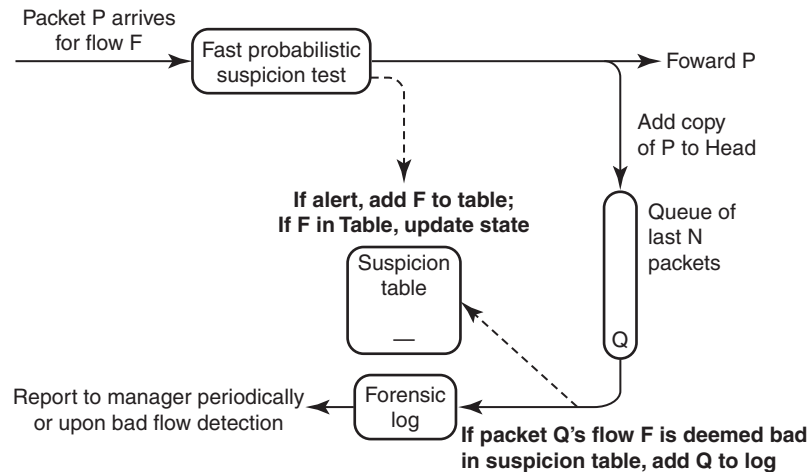 Packet P arrives
for flow F
Fast probabilistic
suspicion test
Foward P
Add copy
of P to Head
If alert, add F to table;
If F in Table, update state
Queue of
last N
packets
Suspicion
table
—
Q
Report to manager periodically
or upon bad flow detection
Forensic
log
If packet Q’s flow F is deemed bad
in suspicion table, add Q to log